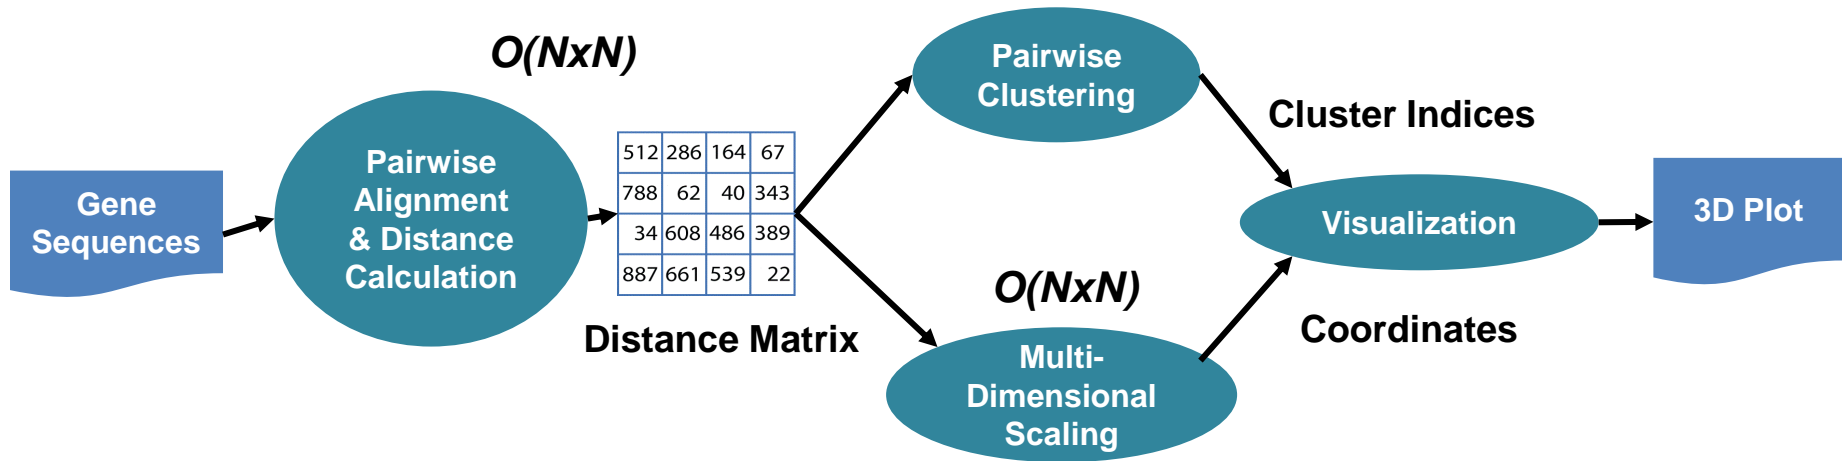 O(NxN)
Gene
Sequences
Pairwise
Alignment
& Distance
Calculation
512 286 164 67
788 62 40 343
34 608 486 389
887 661 539 22
Distance Matrix
Pairwise
Clustering
Cluster Indices
O(NxN)
Multi-
Dimensional
Scaling
Coordinates
Visualization
3D Plot